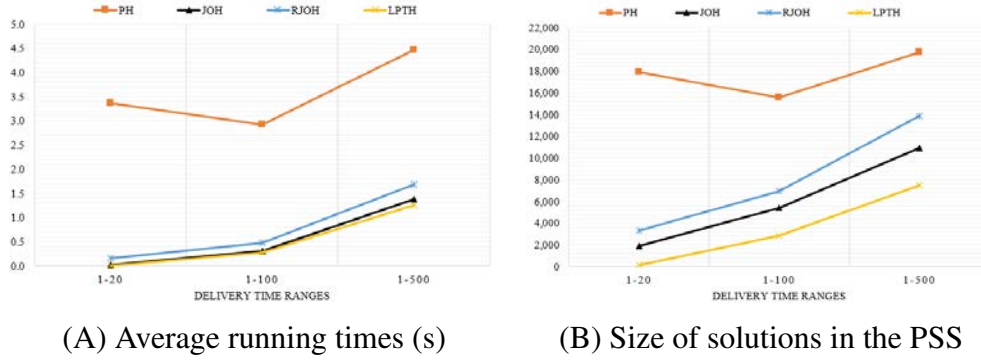 PH JOH RJOH LPTH
5.0
4.5
4.0
3.5
3.0
2.5
2.0
1.5
1.0
0.5
0.0
1-20 1-100 1-500
DELIVERY TIME RANGES
(A) Average running times (s)
PH JOH RJOH LPTH
22,000
20,000
18,000
16,000
14,000
12,000
10,000
8,000
6,000
4,000
2,000
0
1-20 1-100 1-500
DELIVERY TIME RANGES
(B) Size of solutions in the PSS